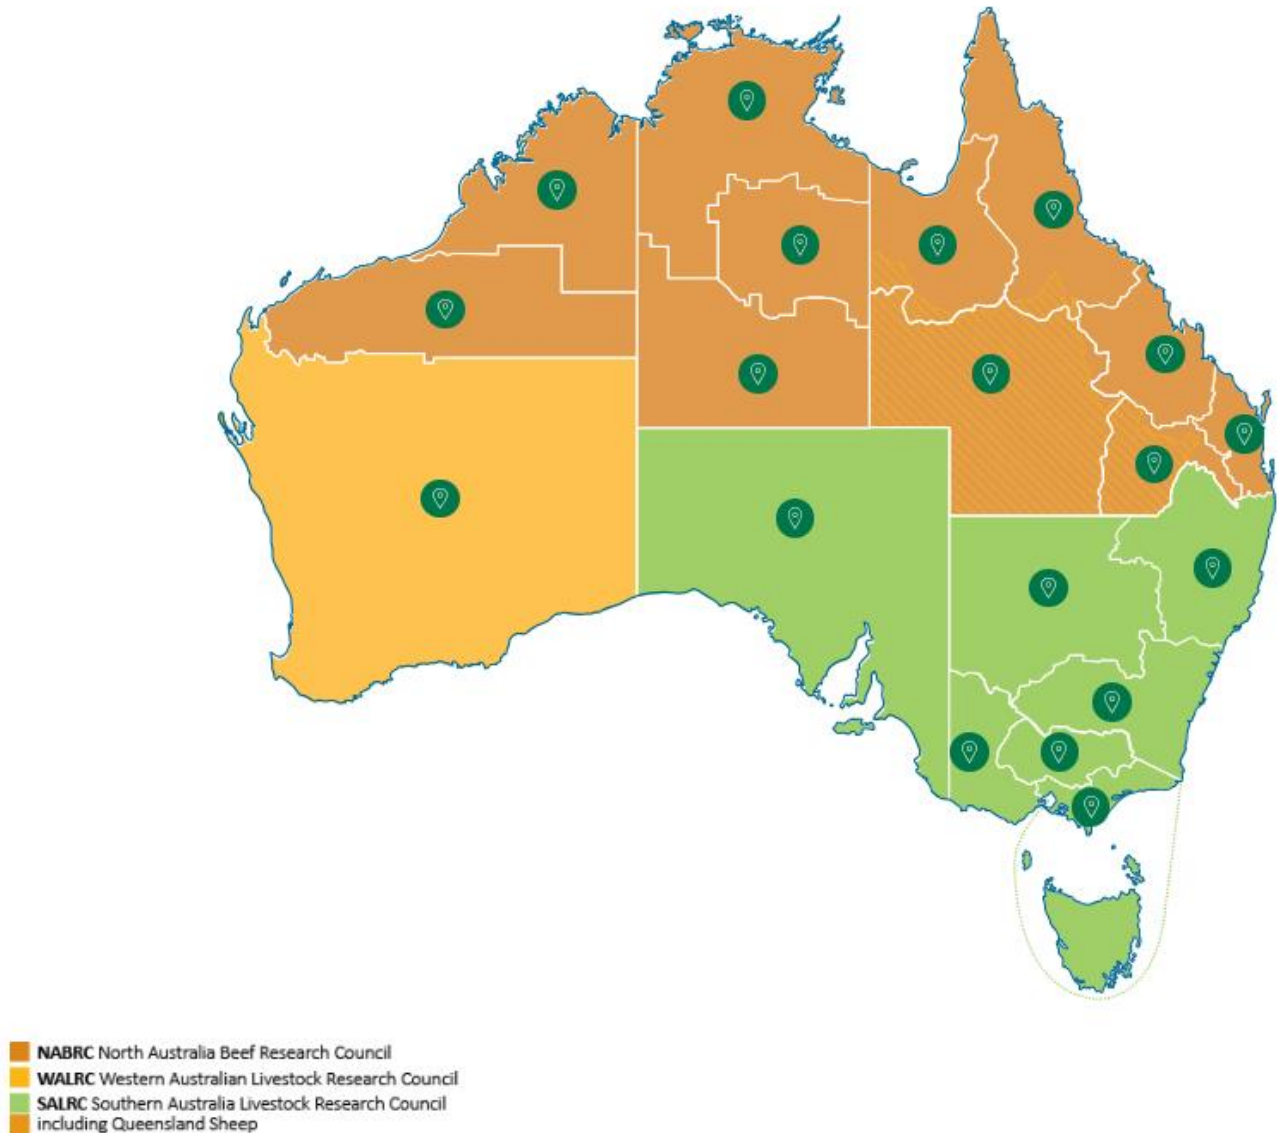 NABRC North Australia Beef Research Council
WALRC Western Australian Livestock Research Council
SALRC Southern Australia Livestock Research Council
including Queensland Sheep